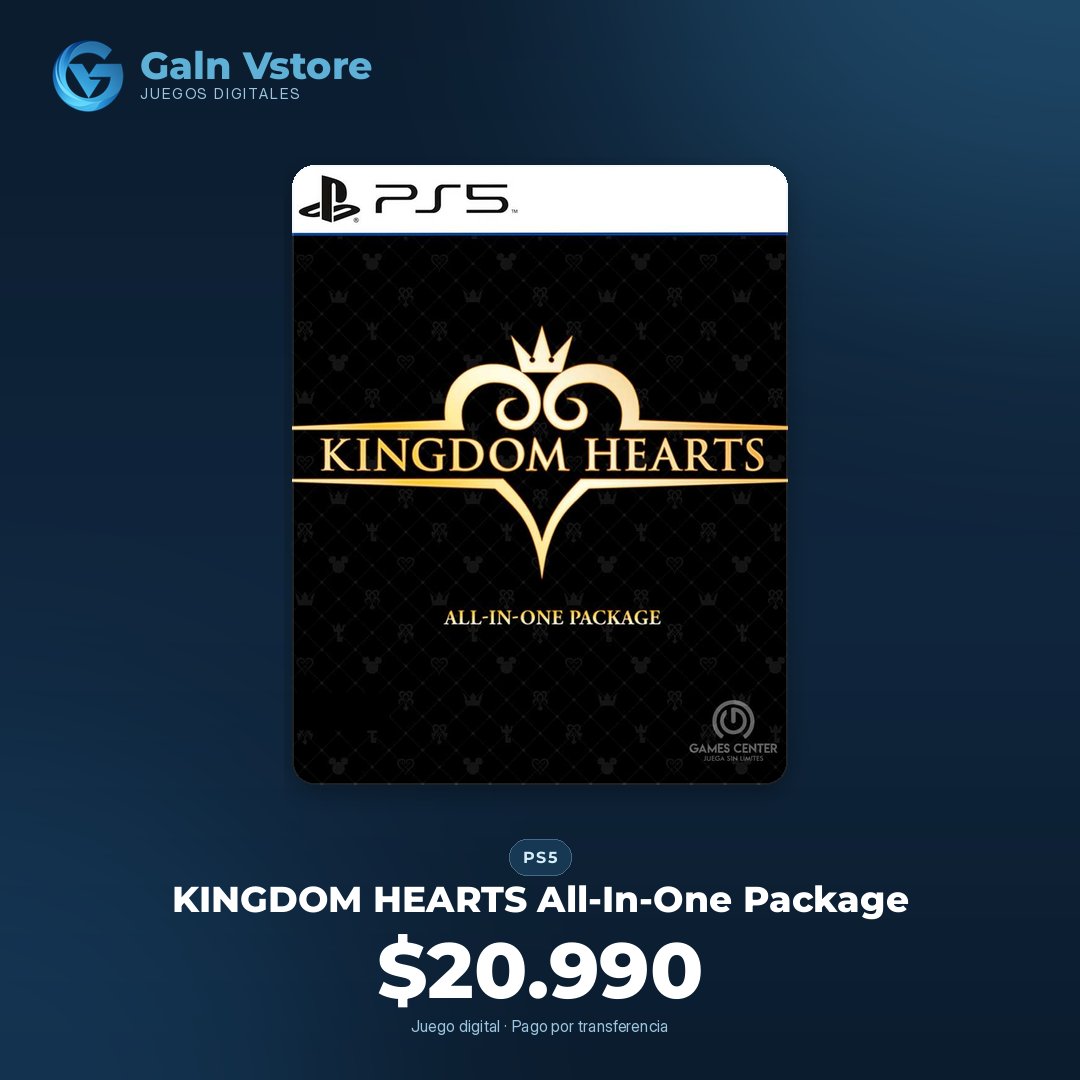 GaIn Vstore
JUEGOS DIGITALES
PS5
KINGDOM HEARTS
ALL-IN-ONE PACKAGE
GAMES CENTER
JUEGA SIN LIMITES
PS5
KINGDOM HEARTS All-In-One Package
$20.990
Juego digital · Pago por transferencia